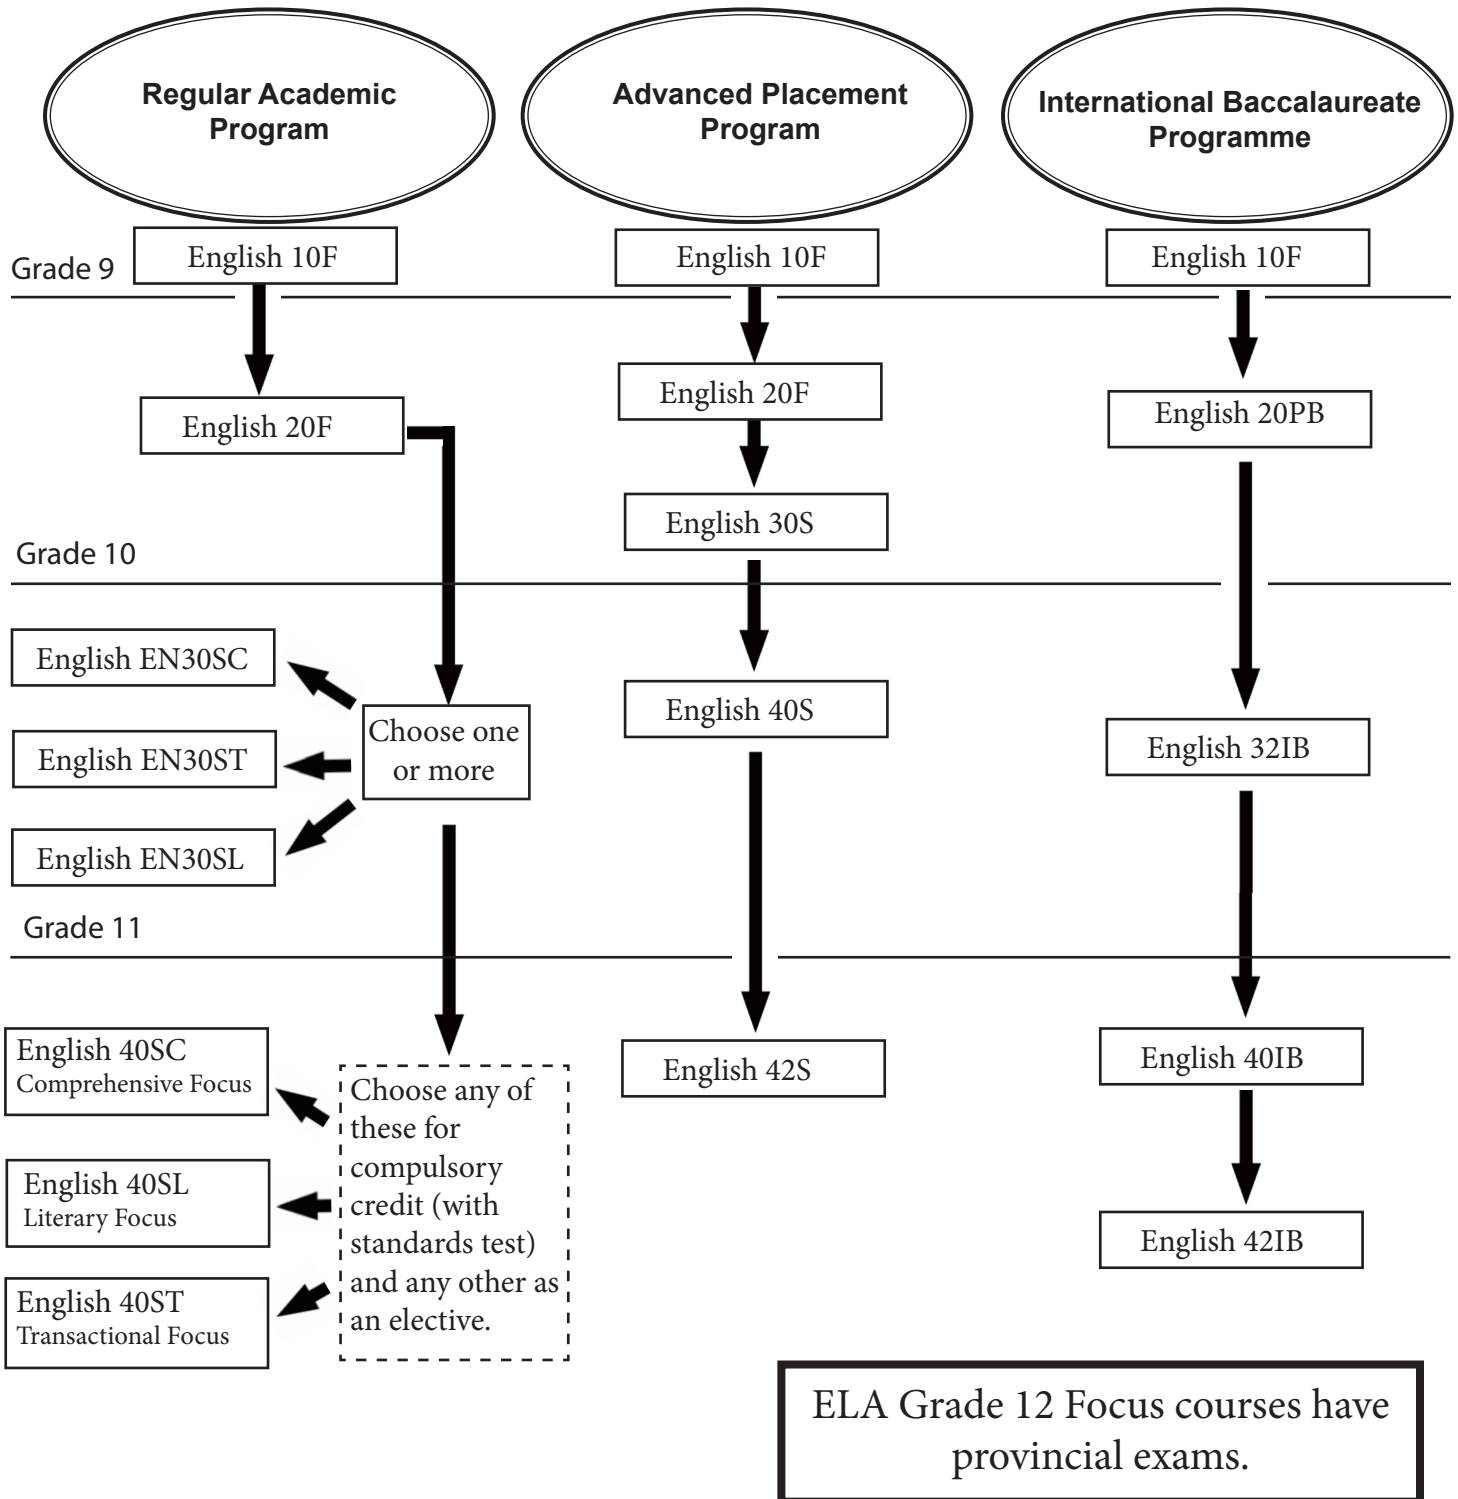 Regular Academic
Program
Advanced Placement
Program
International Baccalaureate
Programme
Grade 9
English 10F
English 10F
English 10F
English 20F
English 20F
English 20PB
English 30S
Grade 10
English EN30SC
English EN30ST
English EN30SL
Choose one
or more
English 40S
English 32IB
Grade 11
English 40SC
Comprehensive Focus
English 40SL
Literary Focus
English 40ST
Transactional Focus
Choose any of
these for
compulsory
credit (with
standards test)
and any other as
an elective.
English 42S
English 40IB
English 42IB
ELA Grade 12 Focus courses have
provincial exams.